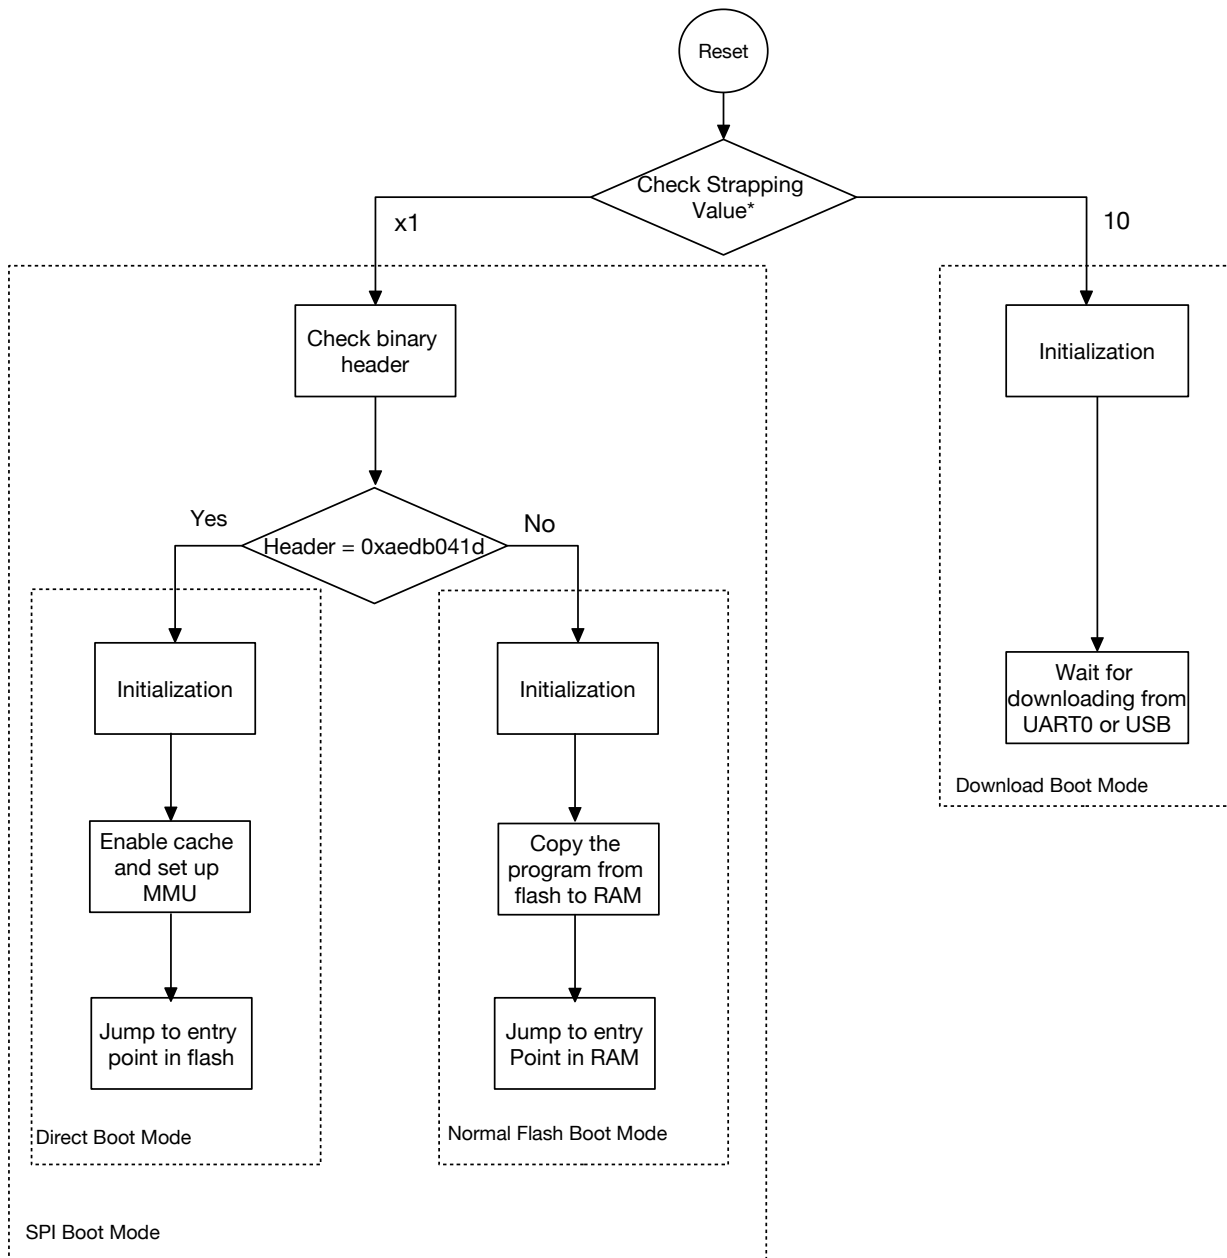 Reset
Check Strapping
Value*
x1
10
Check binary
header
Initialization
Yes
No
Header = 0xaedb041d
Initialization
Initialization
Wait for
downloading from
UART0 or USB
Download Boot Mode
Enable cache
and set up
MMU
Copy the
program from
flash to RAM
Jump to entry
point in flash
Jump to entry
Point in RAM
Direct Boot Mode
Normal Flash Boot Mode
SPI Boot Mode